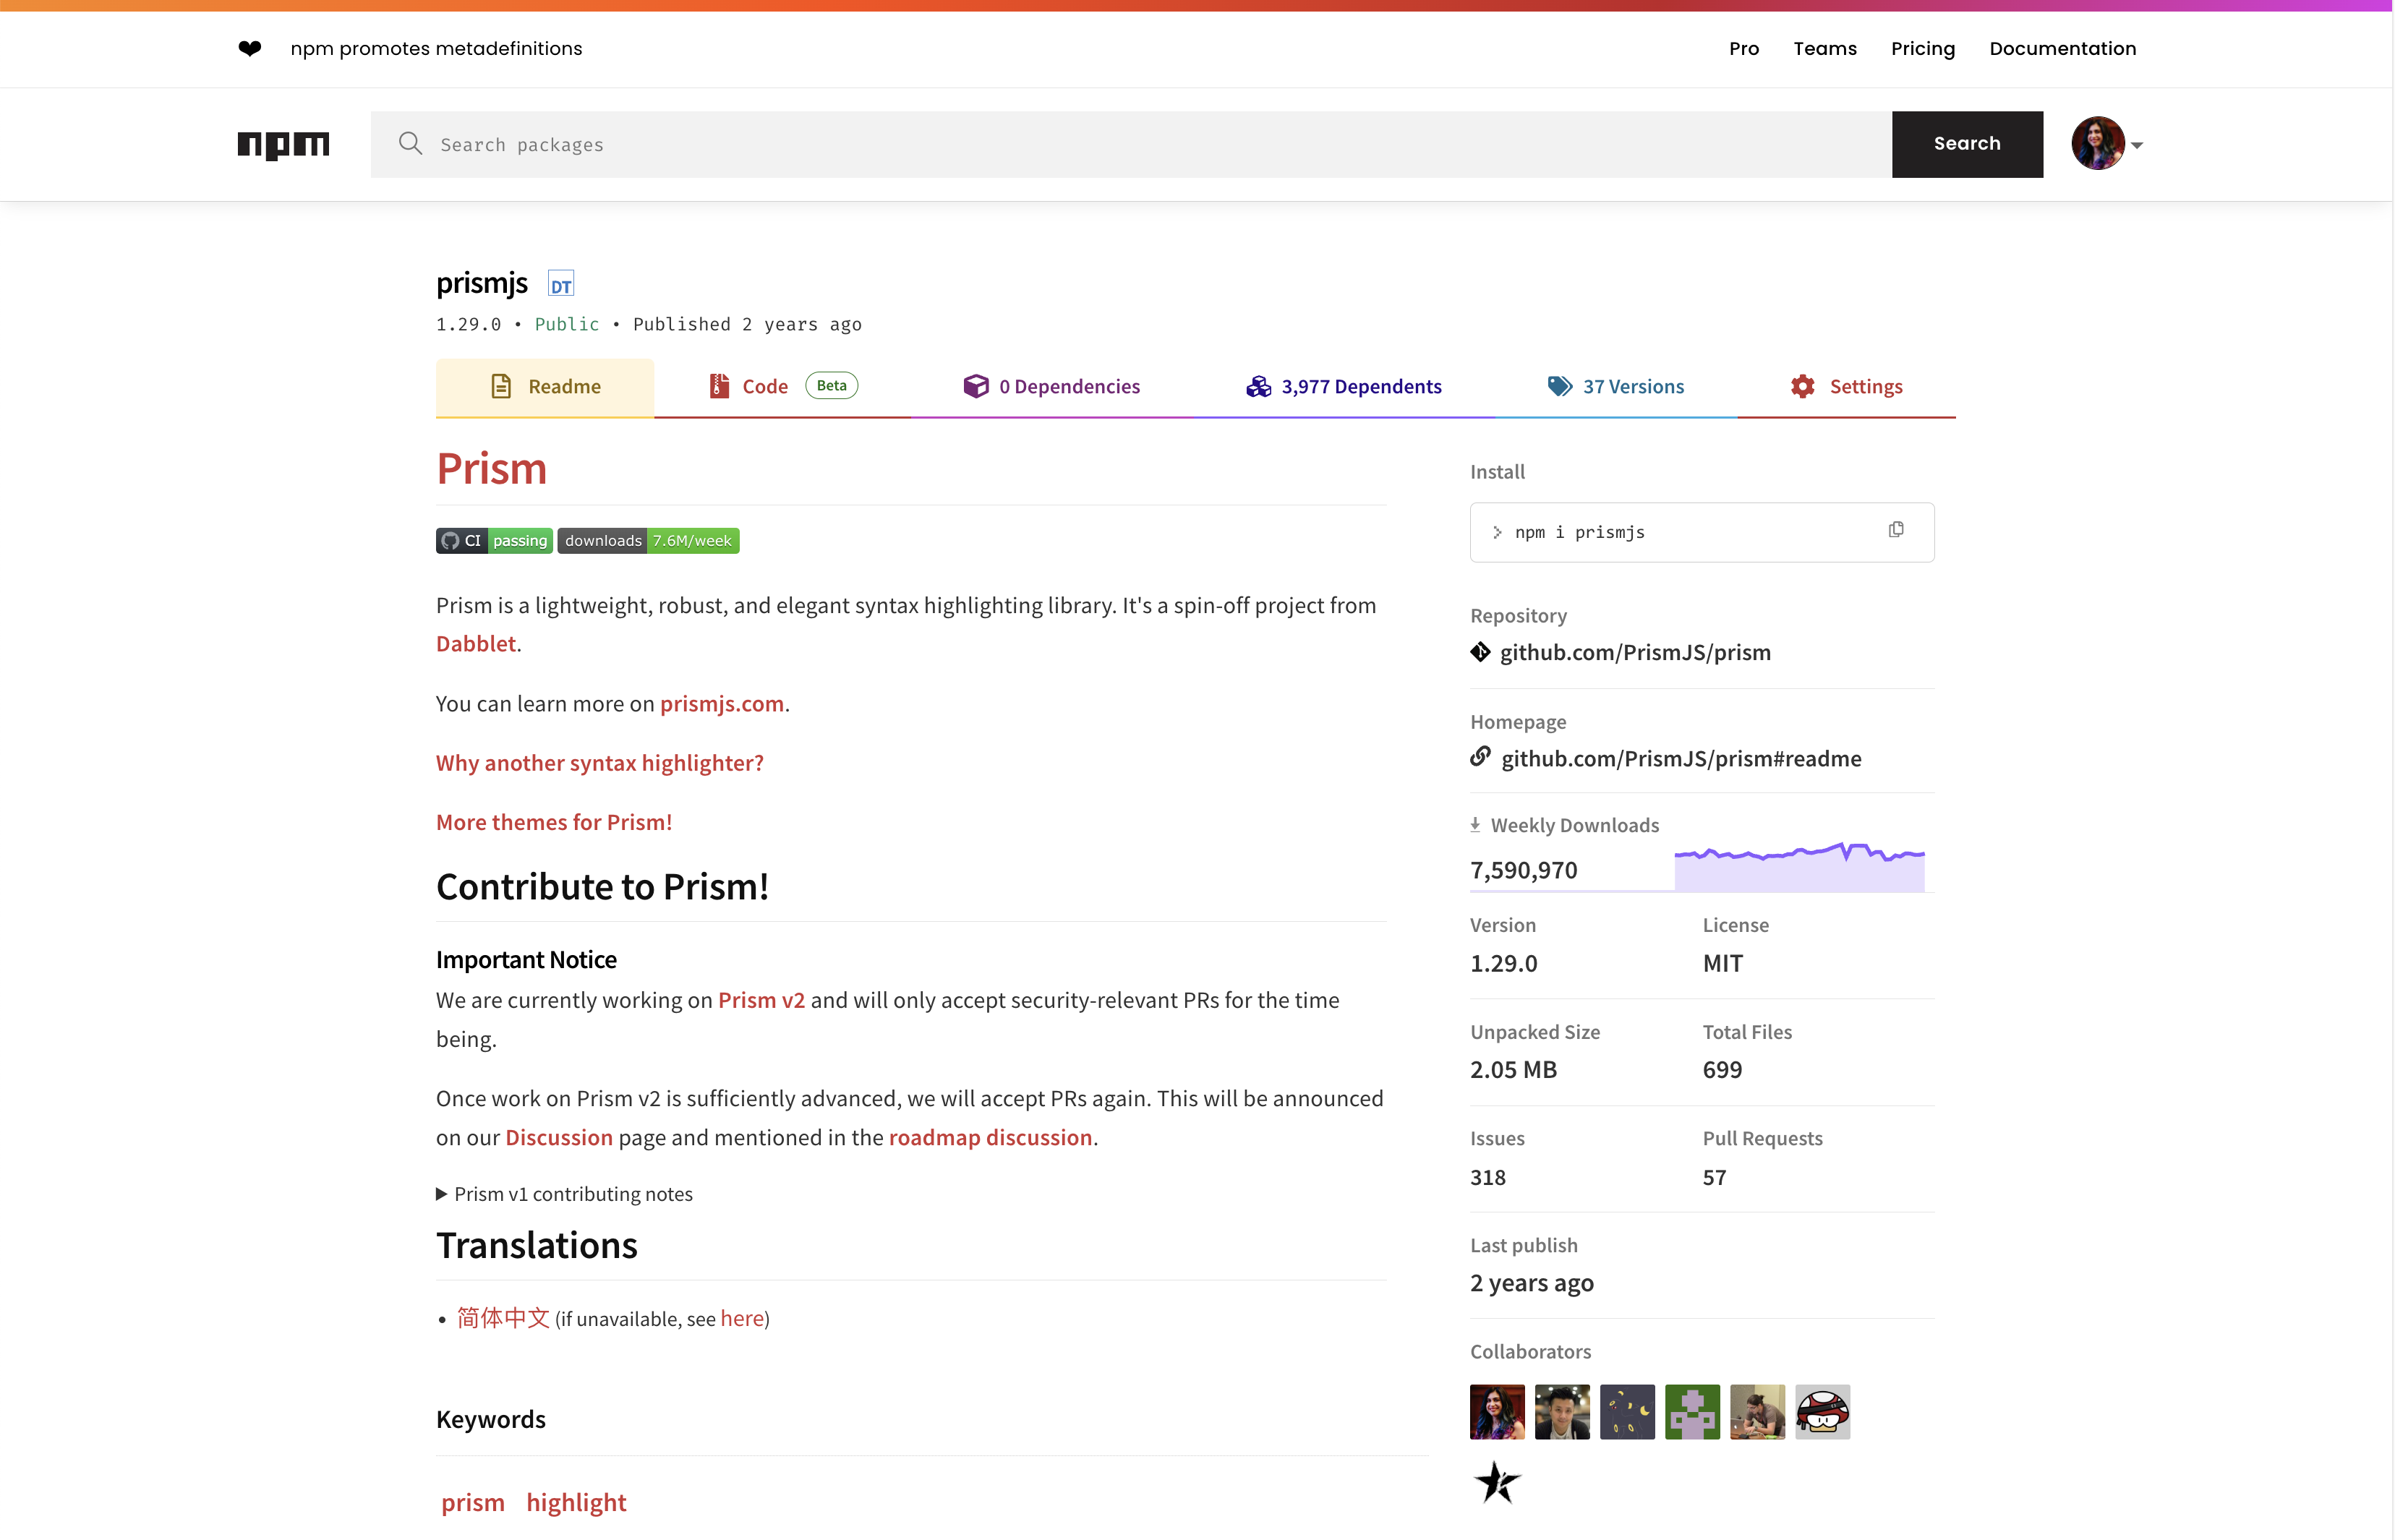 npm promotes metadefinitions
Pro Teams Pricing Documentation
npm
Search packages
Search
prismjs DT
1.29.0 • Public • Published 2 years ago
Readme
Code Beta
0 Dependencies
3,977 Dependents
37 Versions
Settings
Prism
CI passing downloads 7.6M/week
Prism is a lightweight, robust, and elegant syntax highlighting library. It's a spin-off project from
Dabblet.
You can learn more on prismjs.com.
Why another syntax highlighter?
More themes for Prism!
Contribute to Prism!
Important Notice
We are currently working on Prism v2 and will only accept security-relevant PRs for the time
being.
Once work on Prism v2 is sufficiently advanced, we will accept PRs again. This will be announced
on our Discussion page and mentioned in the roadmap discussion.
Prism v1 contributing notes
Translations
• 简体中文 (if unavailable, see here)
Keywords
prism highlight
Install
npm i prismjs
Repository
github.com/PrismJS/prism
Homepage
github.com/PrismJS/prism#readme
Weekly Downloads
7,590,970
Version License
1.29.0 MIT
Unpacked Size Total Files
2.05 MB 699
Issues Pull Requests
318 57
Last publish
2 years ago
Collaborators